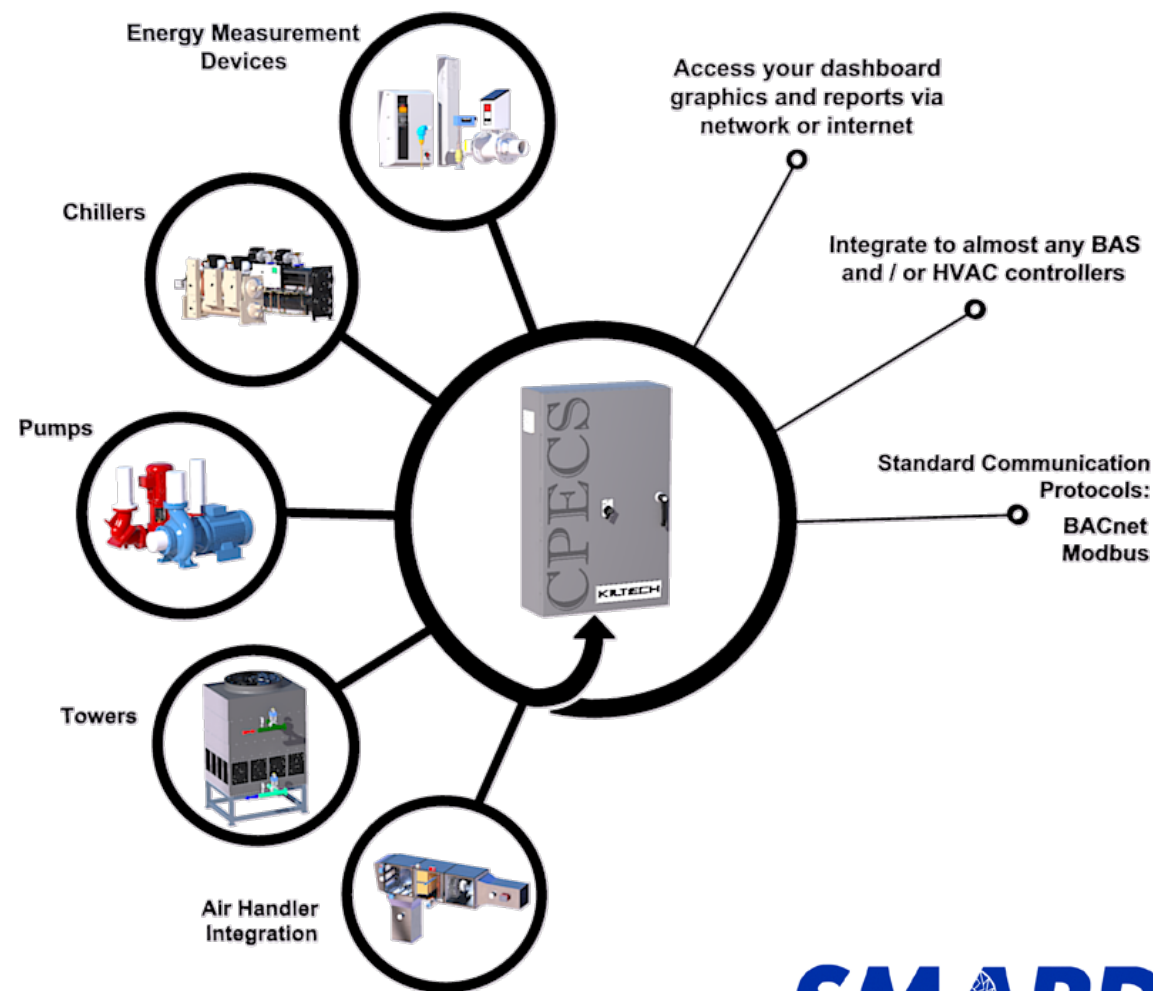 Energy Measurement
Devices
Access your dashboard
graphics and reports via
network or internet
Chillers
Integrate to almost any BAS
and / or HVAC controllers
Pumps
CPECS
KILTECH
Standard Communication
Protocols:
BACnet
Modbus
Towers
Air Handler
Integration